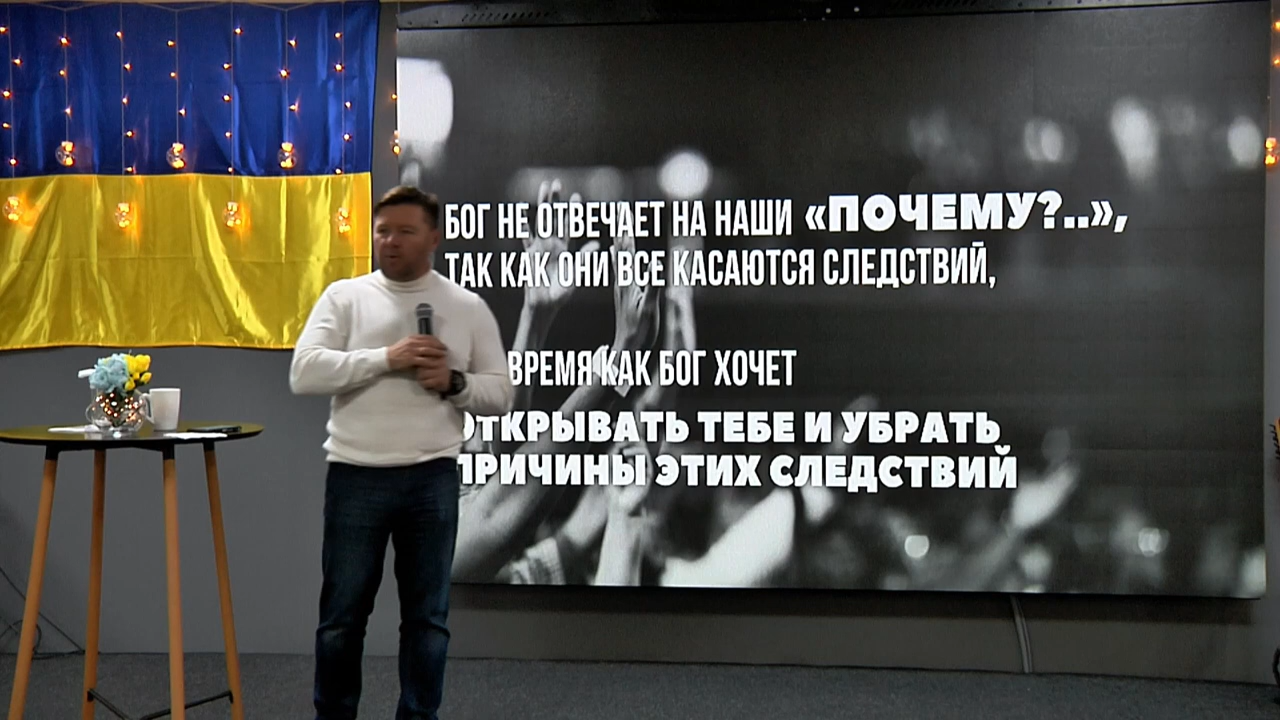 БОГ НЕ ОТВЕЧАЕТ НА НАШИ «ПОЧЕМУ?..»,
ТАК КАК ОНИ ВСЕ КАСАЮТСЯ СЛЕДСТВИЙ,
ВРЕМЯ КАК БОГ ХОЧЕТ
ОТКРЫВАТЬ ТЕБЕ И УБРАТЬ
ПРИЧИНЫ ЭТИХ СЛЕДСТВИЙ